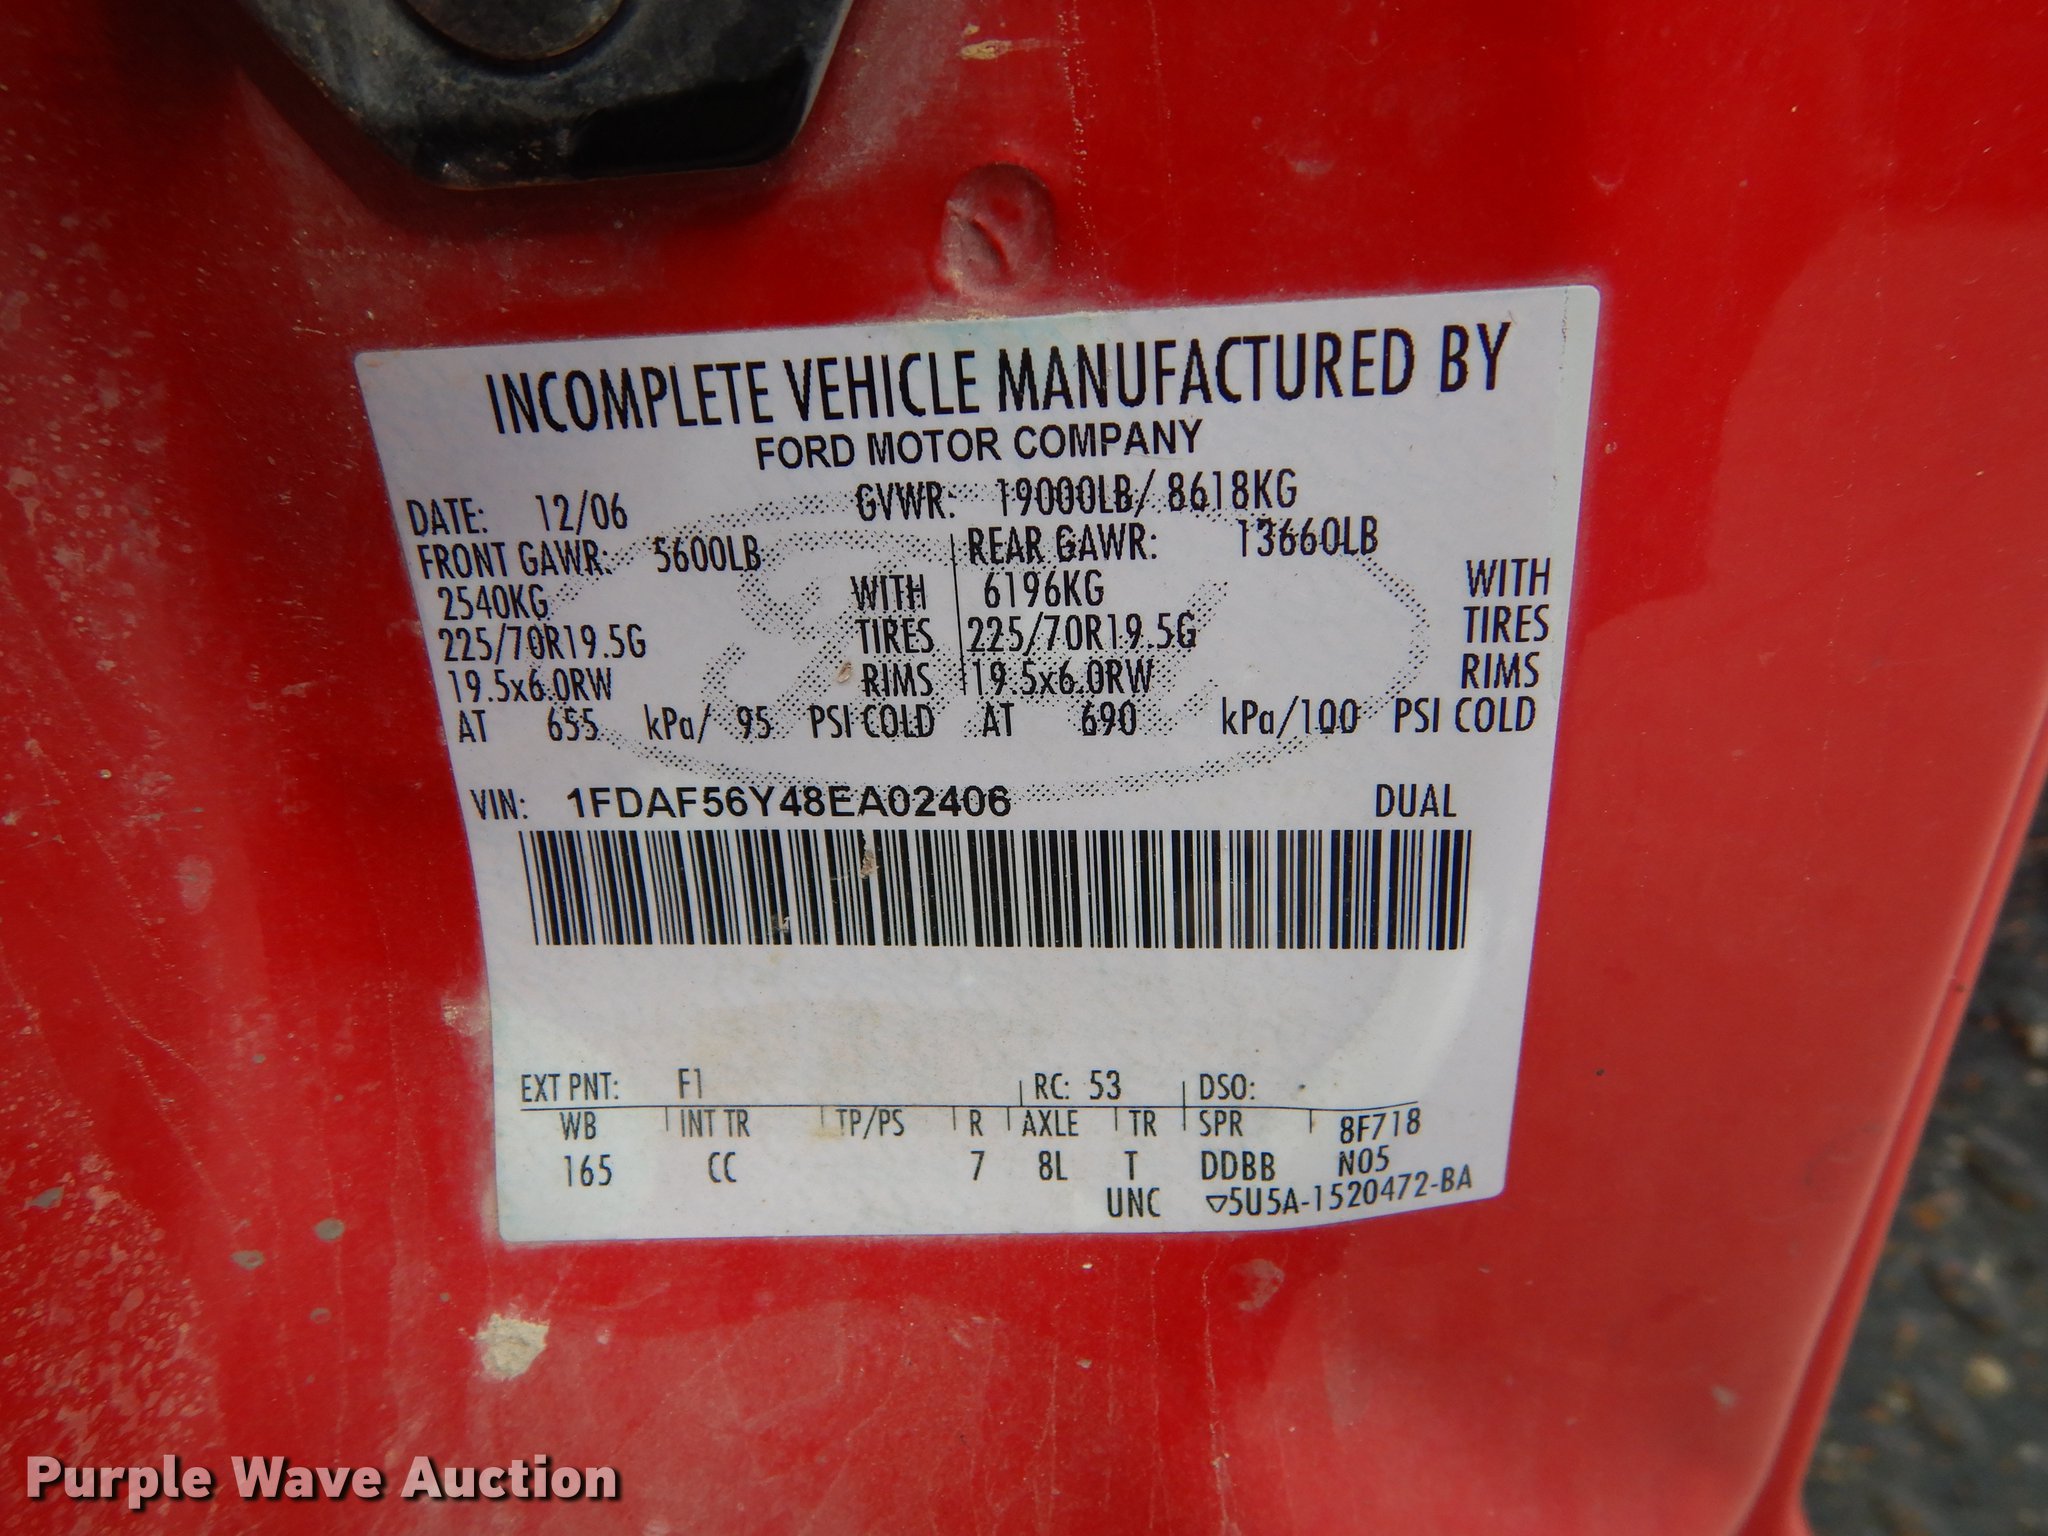 INCOMPLETE VEHICLE MANUFACTURED BY
FORD MOTOR COMPANY
DATE: 12/06 GVWR: 19000LB/ 8618KG
FRONT GAWR: 5600LB REAR GAWR: 13660LB
2540KG WITH 6196KG WITH
225/70R19.5G TIRES 225/70R19.5G TIRES
19.5x6.0RW RIMS 19.5x6.0RW RIMS
AT 655 kPa/ 95 PSI COLD AT 690 kPa/100 PSI COLD
VIN: 1FDAF56Y48EA02406 DUAL
EXT PNT: F1 RC: 53 DSO:
WB INT TR TP/PS R AXLE TR SPR 8F718
165 CC 7 8L T DDBB N05
UNC ▽5U5A-1520472-BA
Purple Wave Auction